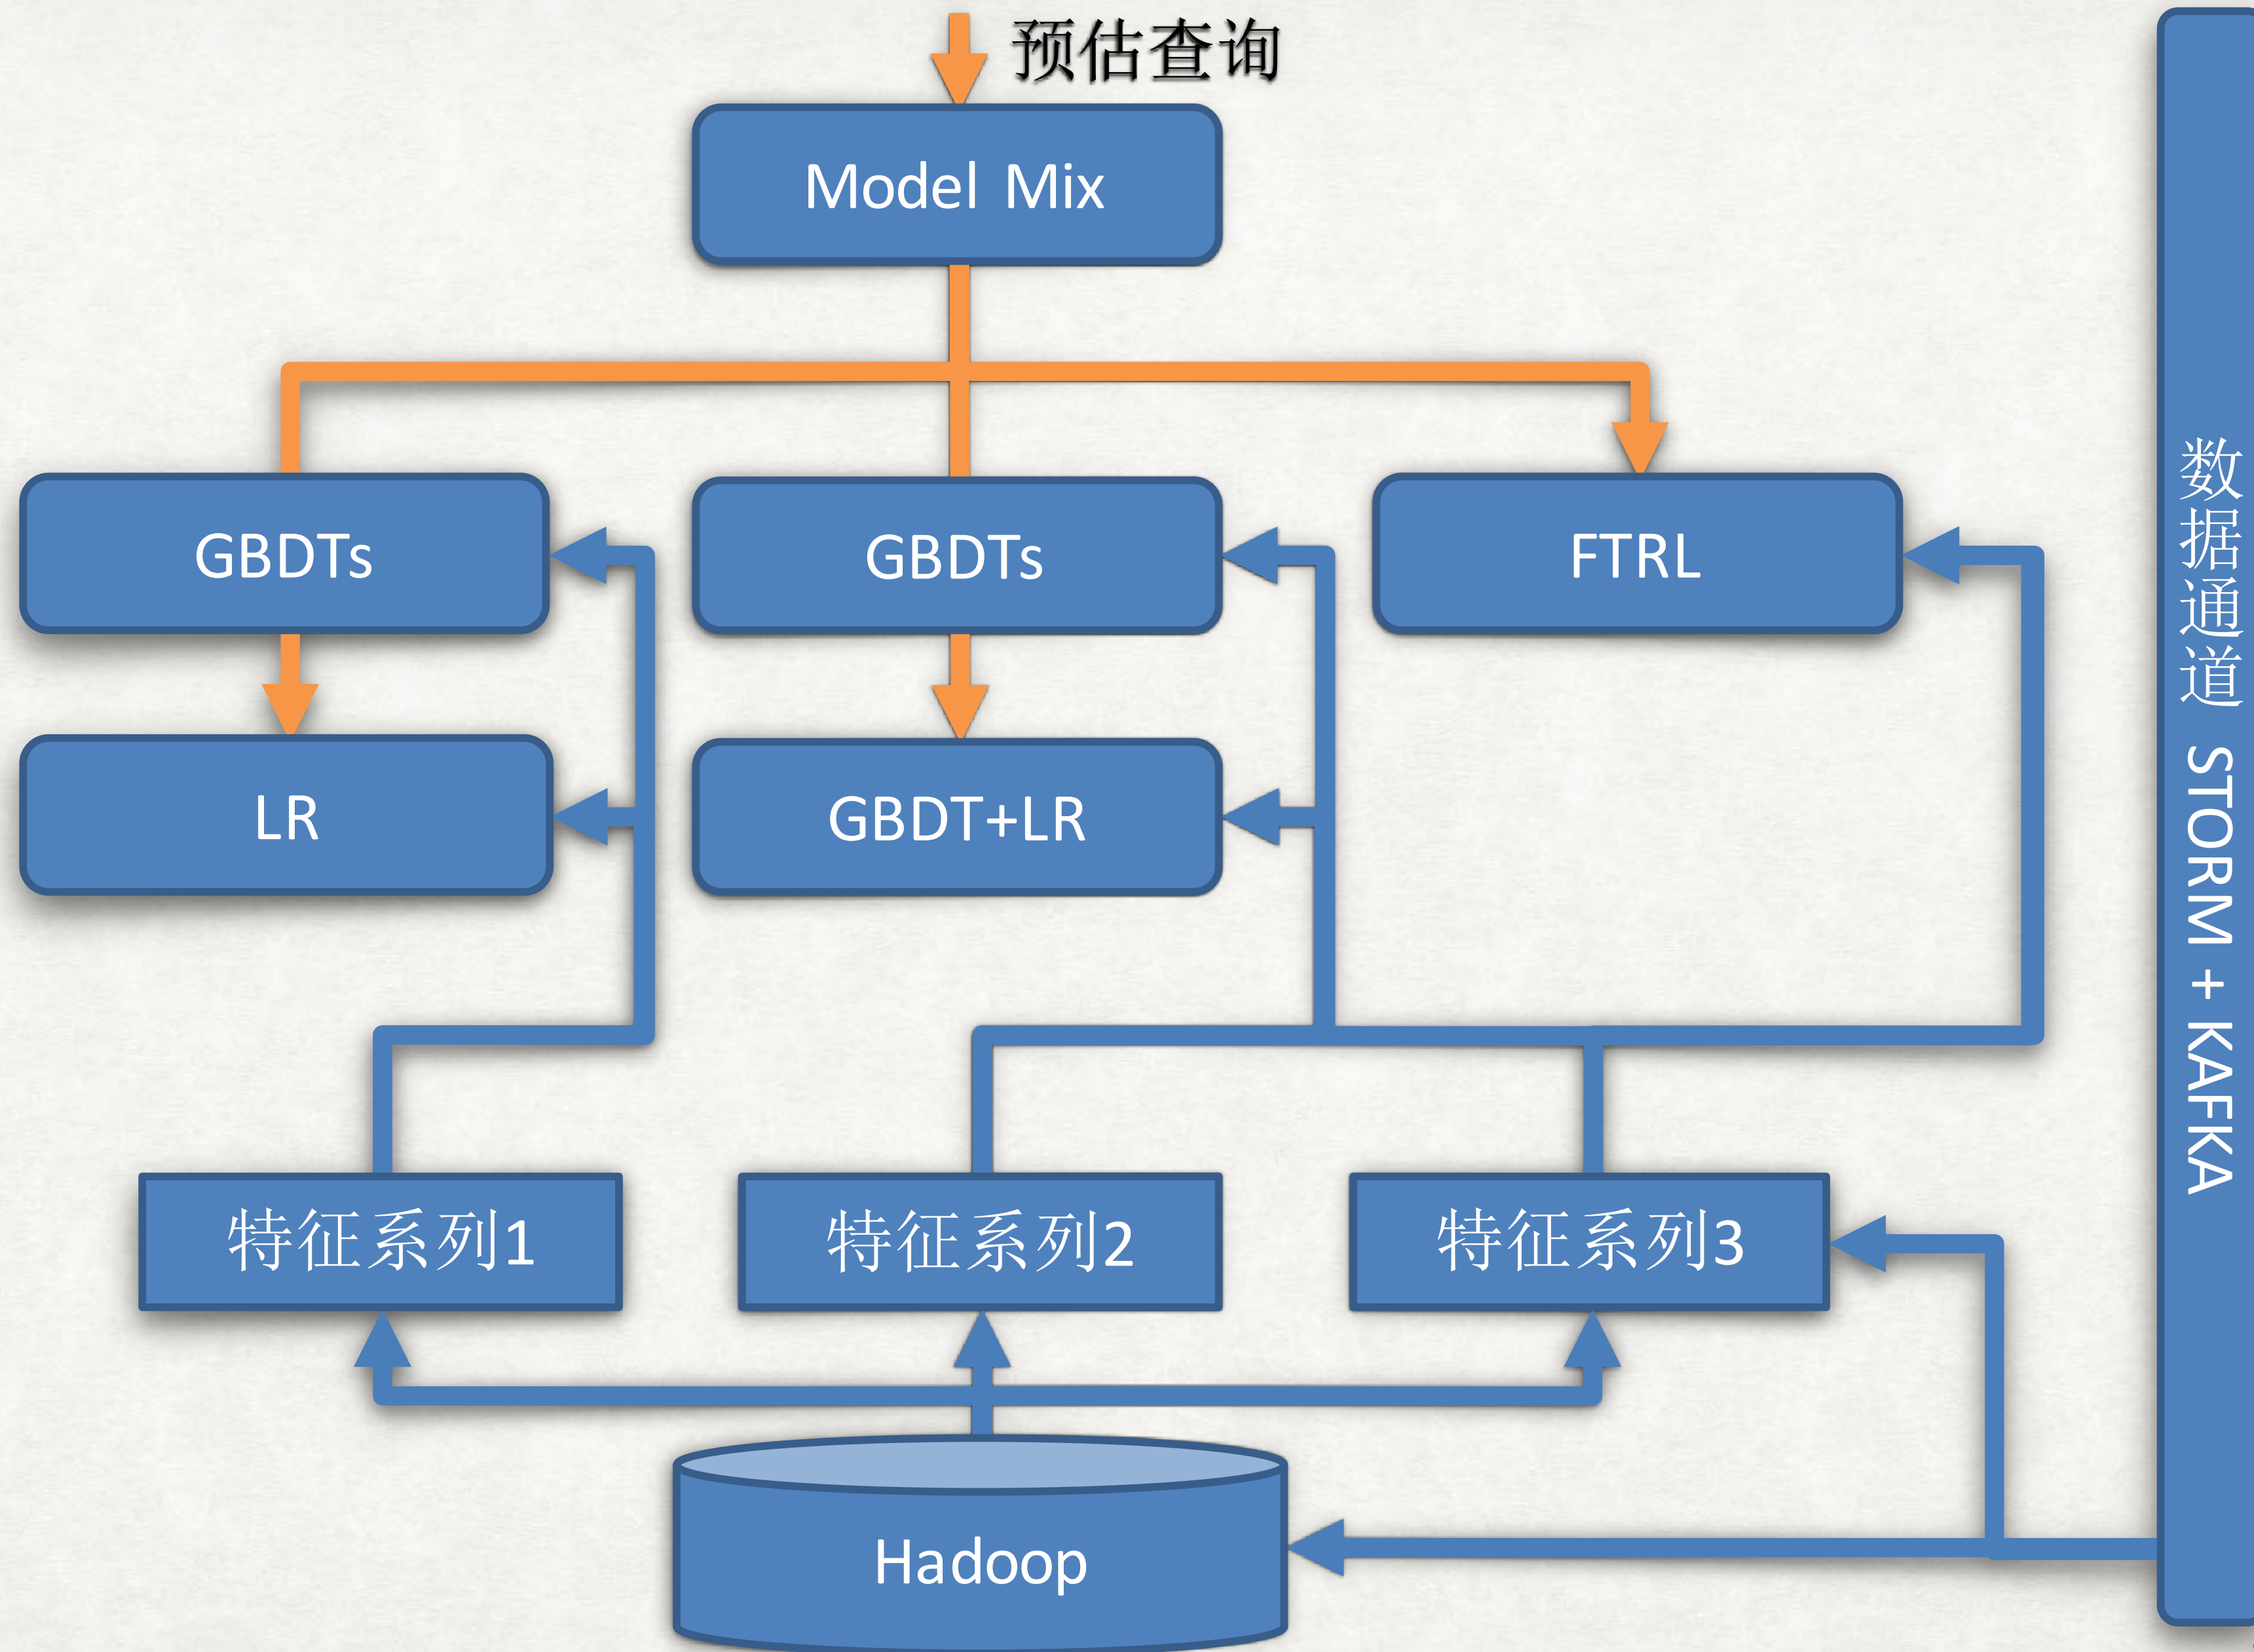 预估查询
Model Mix
GBDTs
GBDTs
FTRL
LR
GBDT+LR
特征系列1
特征系列2
特征系列3
Hadoop
数据通道 STORM + KAFKA